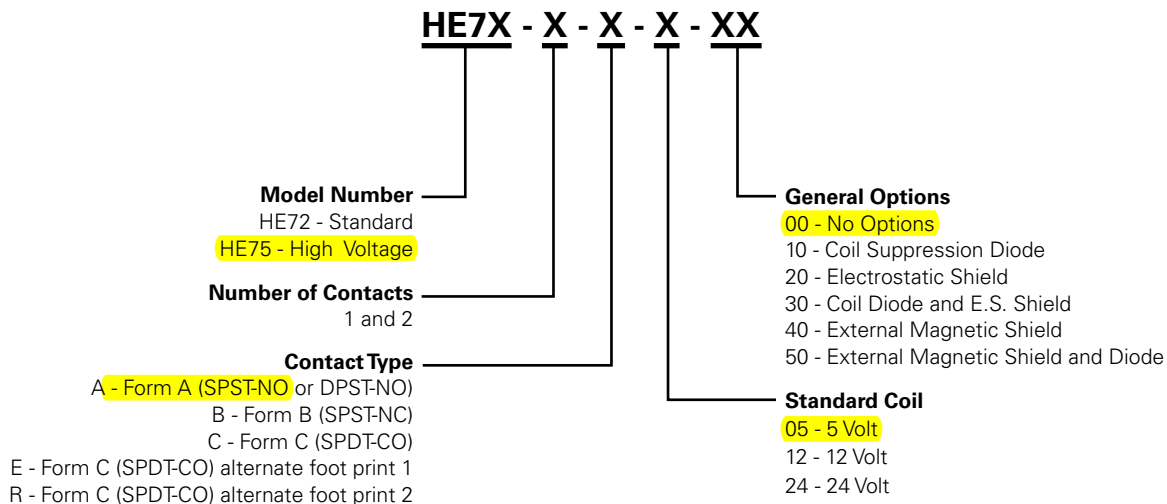 HE7X - X - X - X - XX
Model Number
HE72 - Standard
HE75 - High Voltage
Number of Contacts
1 and 2
Contact Type
A - Form A (SPST-NO or DPST-NO)
B - Form B (SPST-NC)
C - Form C (SPDT-CO)
E - Form C (SPDT-CO) alternate foot print 1
R - Form C (SPDT-CO) alternate foot print 2
General Options
00 - No Options
10 - Coil Suppression Diode
20 - Electrostatic Shield
30 - Coil Diode and E.S. Shield
40 - External Magnetic Shield
50 - External Magnetic Shield and Diode
Standard Coil
05 - 5 Volt
12 - 12 Volt
24 - 24 Volt